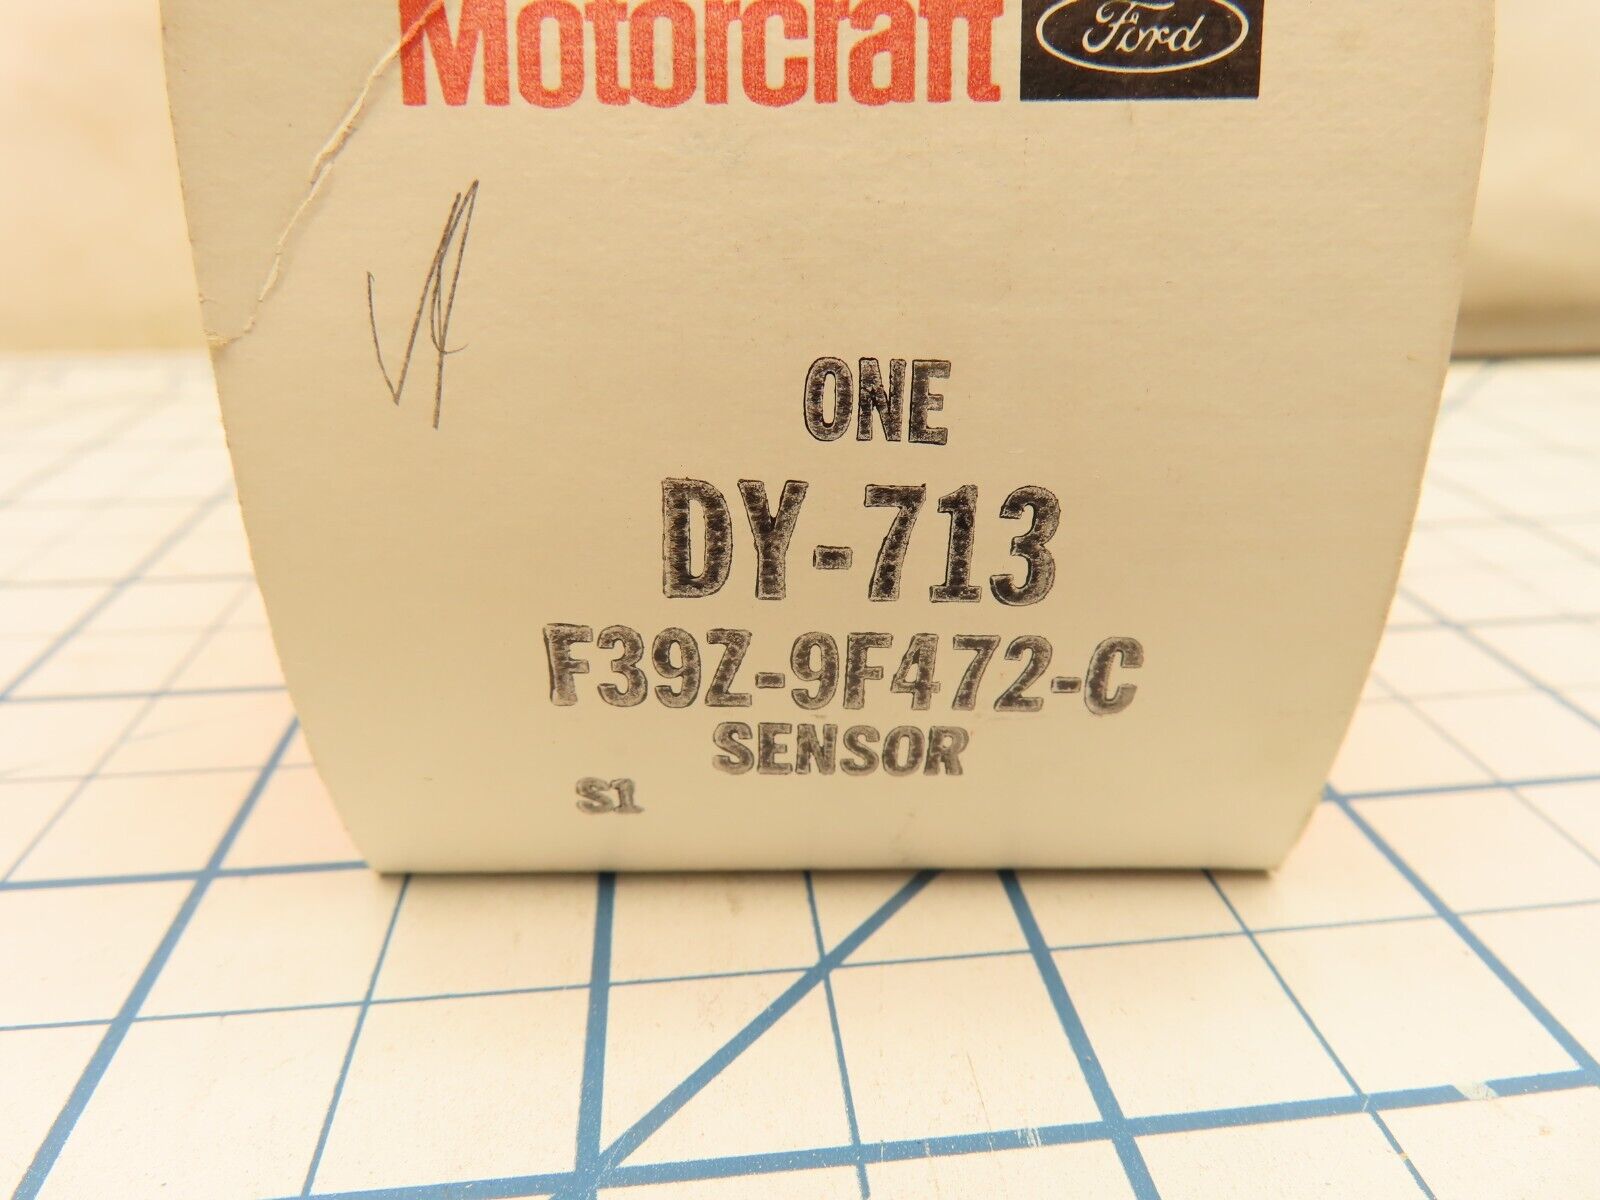 Motorcraft Ford
ONE
DY-713
F39Z-9F472-C
SENSOR
S1